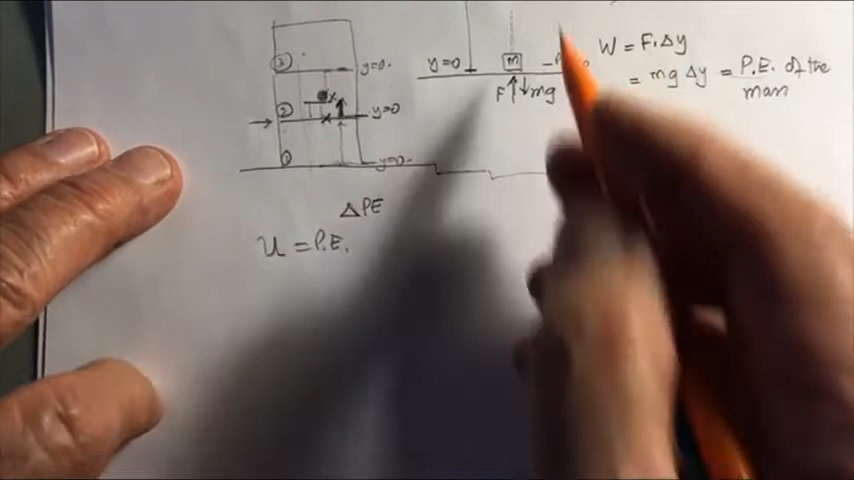 ③ y=0.
② y=0
① y=0.
y=0 m
F mg
W = F.Δy
= mg Δy = P.E. of the
man
ΔPE
U = P.E.